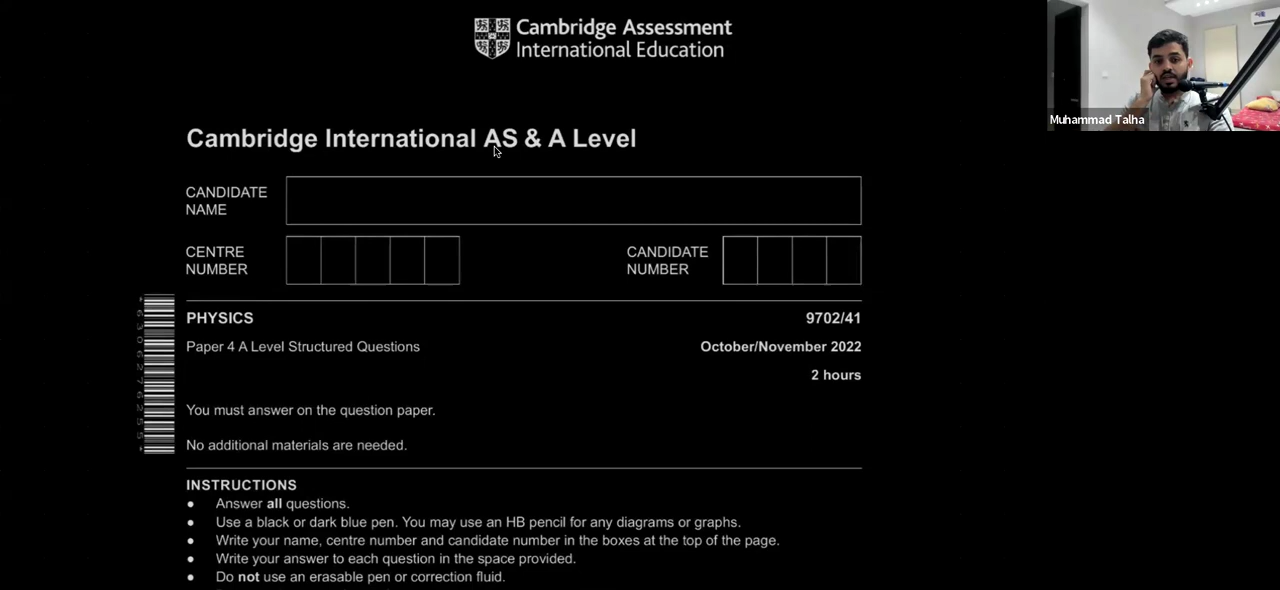 Cambridge Assessment
International Education
Muhammad Talha
Cambridge International AS & A Level
CANDIDATE
NAME
CENTRE
NUMBER
CANDIDATE
NUMBER
PHYSICS
9702/41
Paper 4 A Level Structured Questions
October/November 2022
2 hours
You must answer on the question paper.
No additional materials are needed.
INSTRUCTIONS
● Answer all questions.
● Use a black or dark blue pen. You may use an HB pencil for any diagrams or graphs.
● Write your name, centre number and candidate number in the boxes at the top of the page.
● Write your answer to each question in the space provided.
● Do not use an erasable pen or correction fluid.